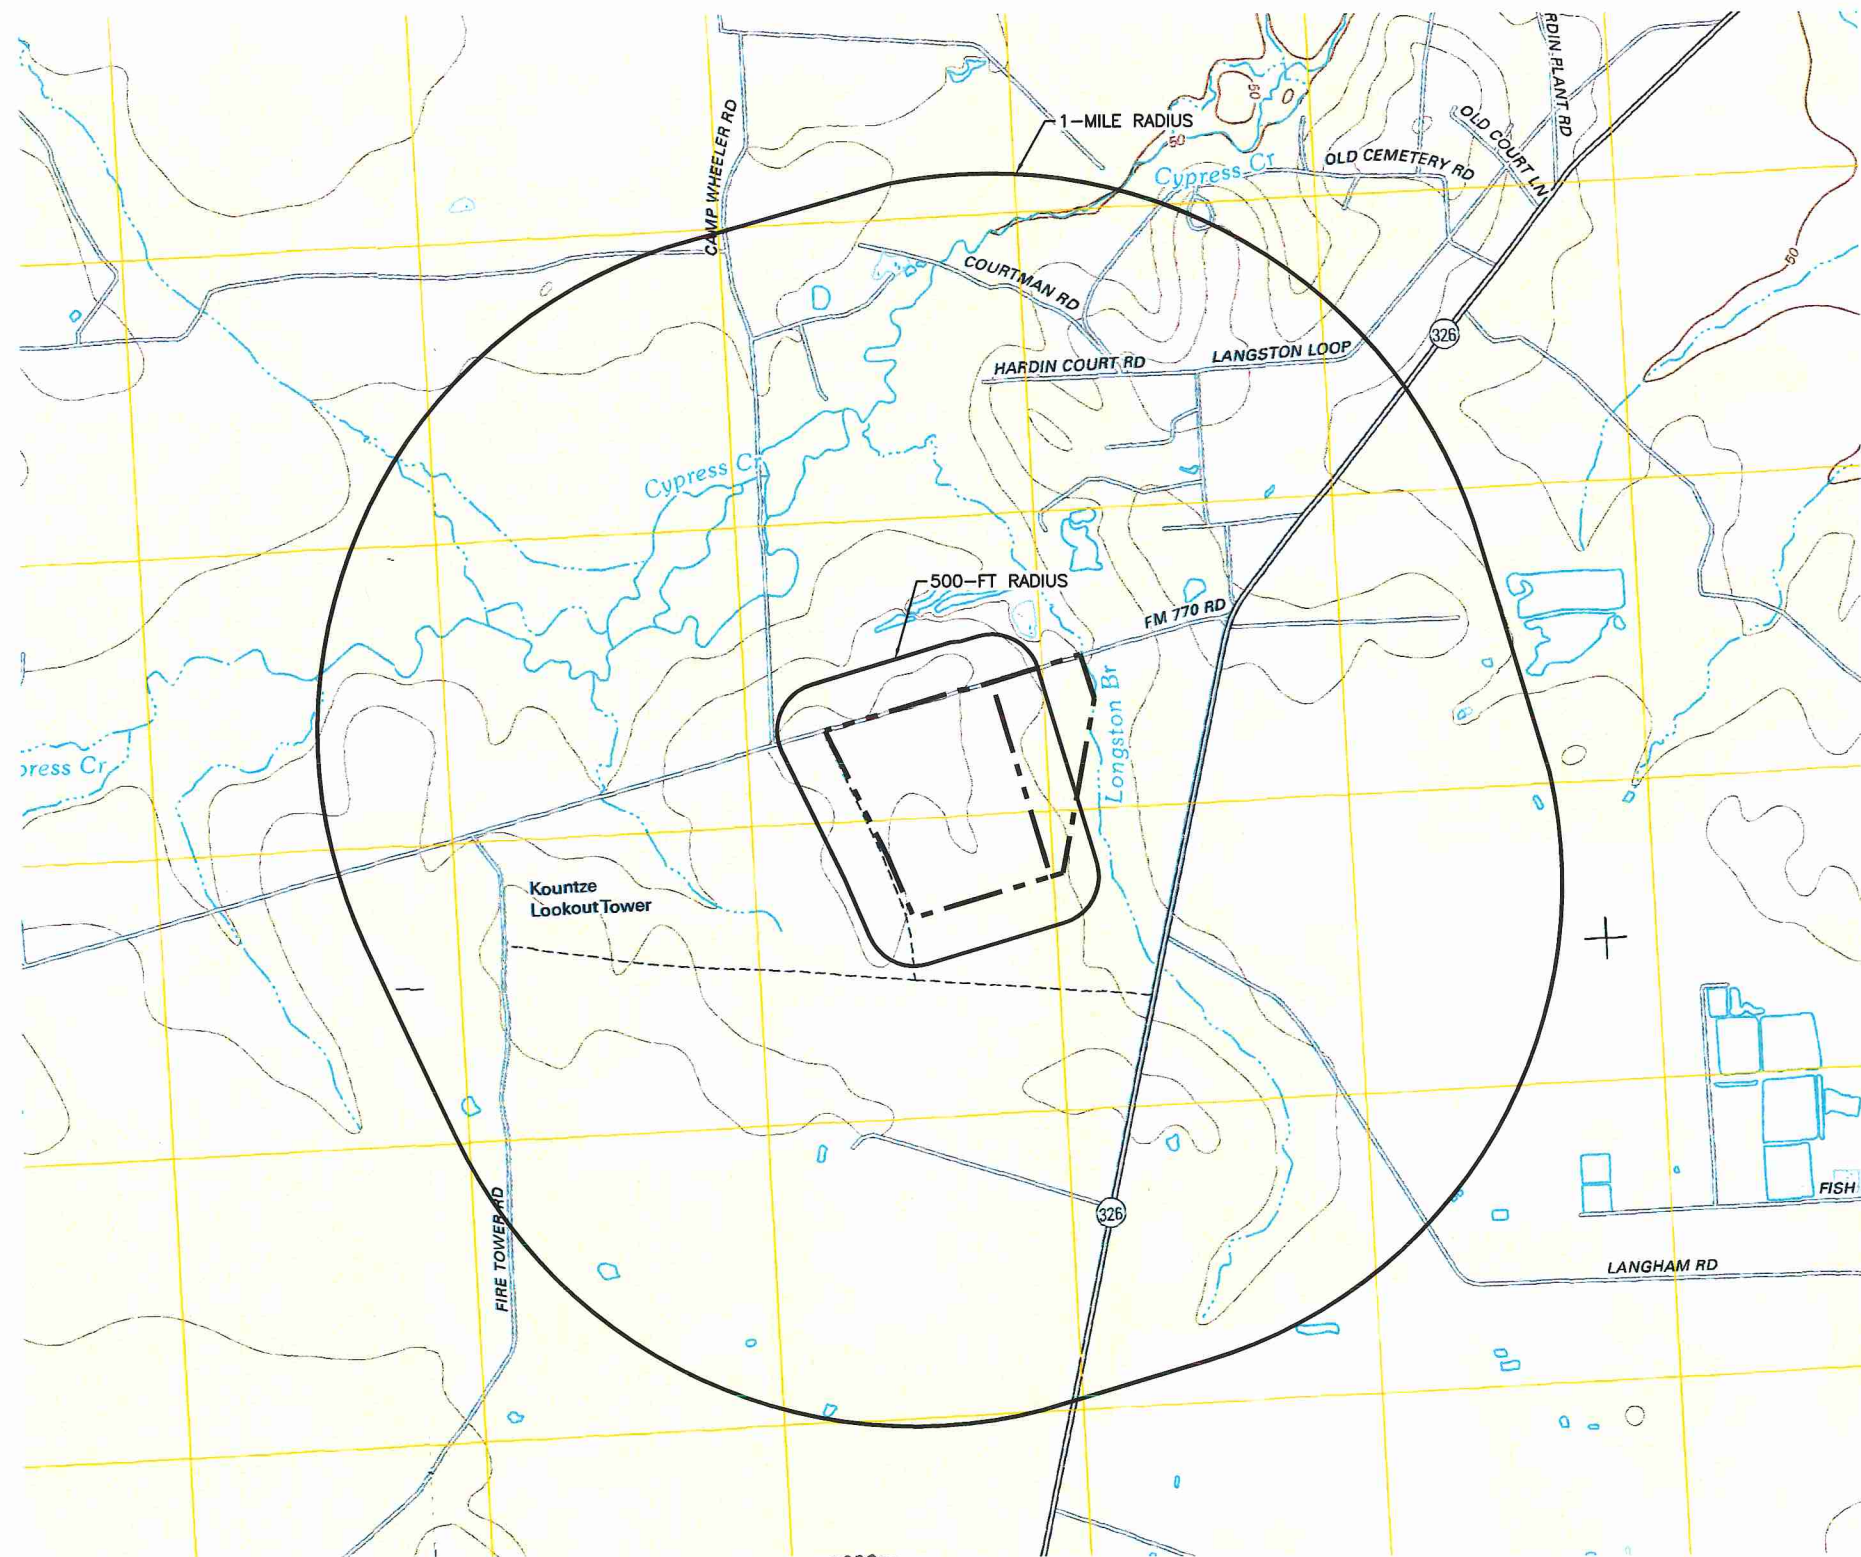 RDIN PLANT RD
CAMP WHEELER RD
1-MILE RADIUS
50
50
OLD COURT LN
OLD CEMETERY RD
Cypress Cr
50
COURTMAN RD
326
HARDIN COURT RD
LANGSTON LOOP
Cypress Cr
500-FT RADIUS
FM 770 RD
Longston Br
press Cr
Kountze
Lookout Tower
FISH
326
FIRE TOWER RD
LANGHAM RD